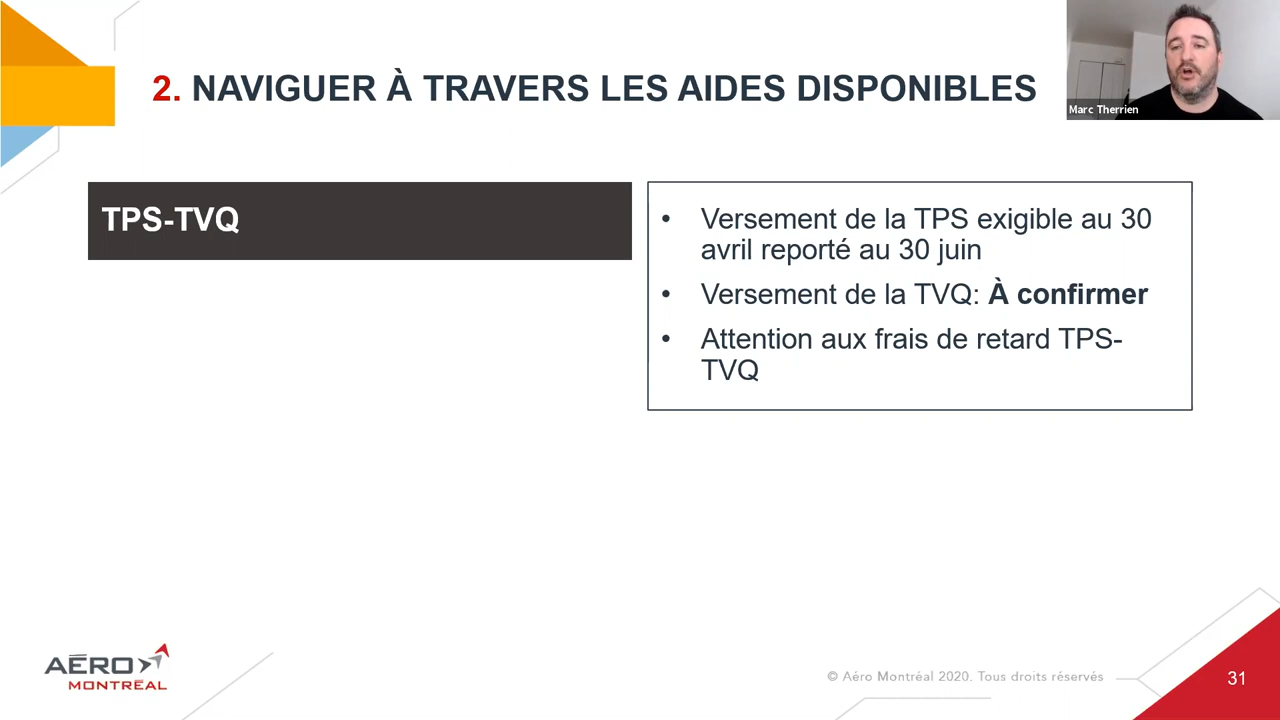 2. NAVIGUER À TRAVERS LES AIDES DISPONIBLES
Marc Therrien
TPS-TVQ
• Versement de la TPS exigible au 30
avril reporté au 30 juin
• Versement de la TVQ: À confirmer
• Attention aux frais de retard TPS-
TVQ
AÉRO
MONTRÉAL
© Aéro Montréal 2020. Tous droits réservés
31